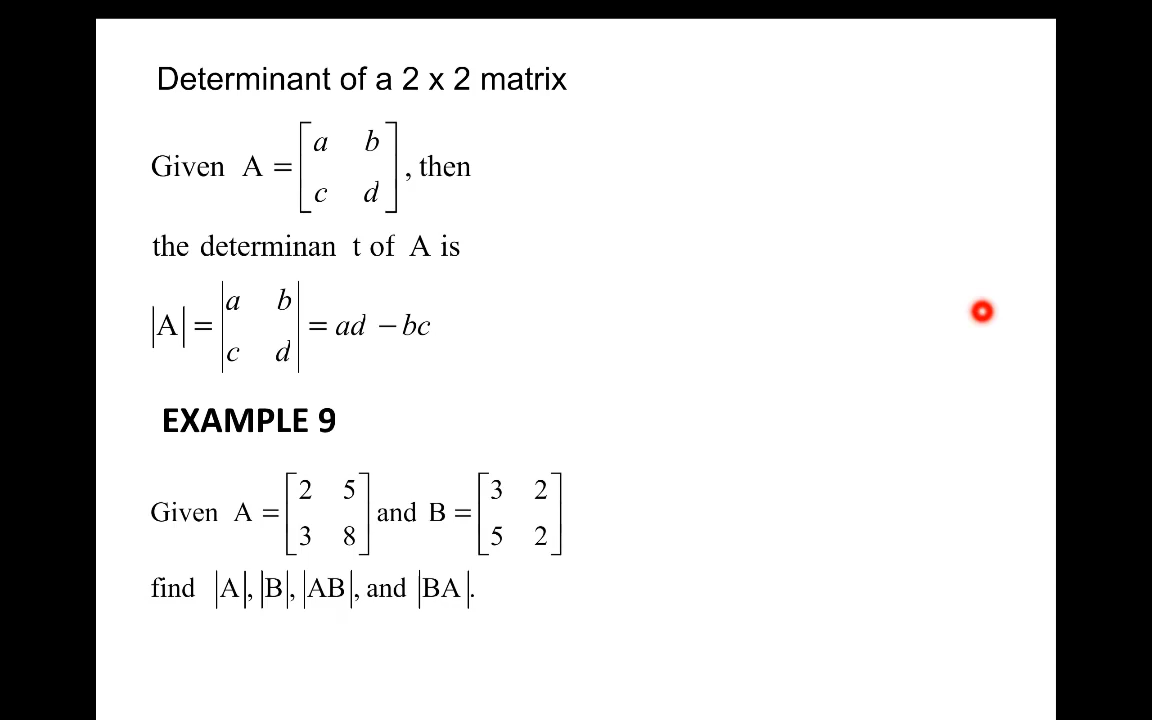 Determinant of a 2 x 2 matrix
Given A = [a b; c d], then
the determinan t of A is
|A| = |a b; c d| = ad − bc
EXAMPLE 9
Given A = [2 5; 3 8] and B = [3 2; 5 2]
find |A|, |B|, |AB|, and |BA|.